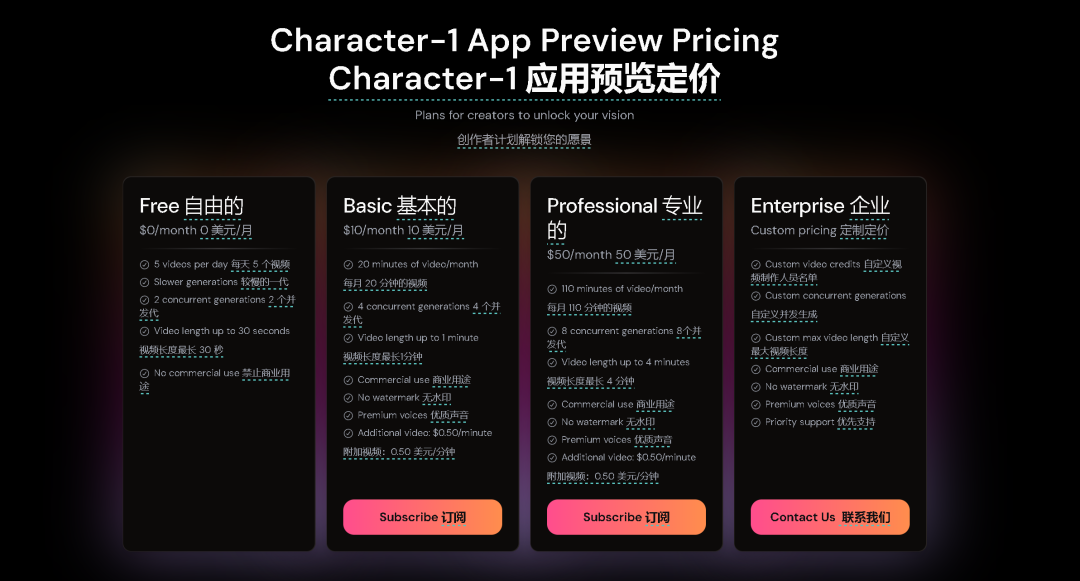 Character-1 App Preview Pricing
Character-1 应用预览定价
Plans for creators to unlock your vision
创作者计划解锁您的愿景
Free 自由的
$0/month 0 美元/月
5 videos per day 每天 5 个视频
Slower generations 较慢的一代
2 concurrent generations 2 个并
发代
Video length up to 30 seconds
视频长度最长 30 秒
No commercial use 禁止商业用
途
Basic 基本的
$10/month 10 美元/月
20 minutes of video/month
每月 20 分钟的视频
4 concurrent generations 4 个并
发代
Video length up to 1 minute
视频长度最长1分钟
Commercial use 商业用途
No watermark 无水印
Premium voices 优质声音
Additional video: $0.50/minute
附加视频：0.50 美元/分钟
Subscribe 订阅
Professional 专业
的
$50/month 50 美元/月
110 minutes of video/month
每月 110 分钟的视频
8 concurrent generations 8个并
发代
Video length up to 4 minutes
视频长度最长 4 分钟
Commercial use 商业用途
No watermark 无水印
Premium voices 优质声音
Additional video: $0.50/minute
附加视频：0.50 美元/分钟
Subscribe 订阅
Enterprise 企业
Custom pricing 定制定价
Custom video credits 自定义视
频制作人员名单
Custom concurrent generations
自定义并发生成
Custom max video length 自定义
最大视频长度
Commercial use 商业用途
No watermark 无水印
Premium voices 优质声音
Priority support 优先支持
Contact Us 联系我们